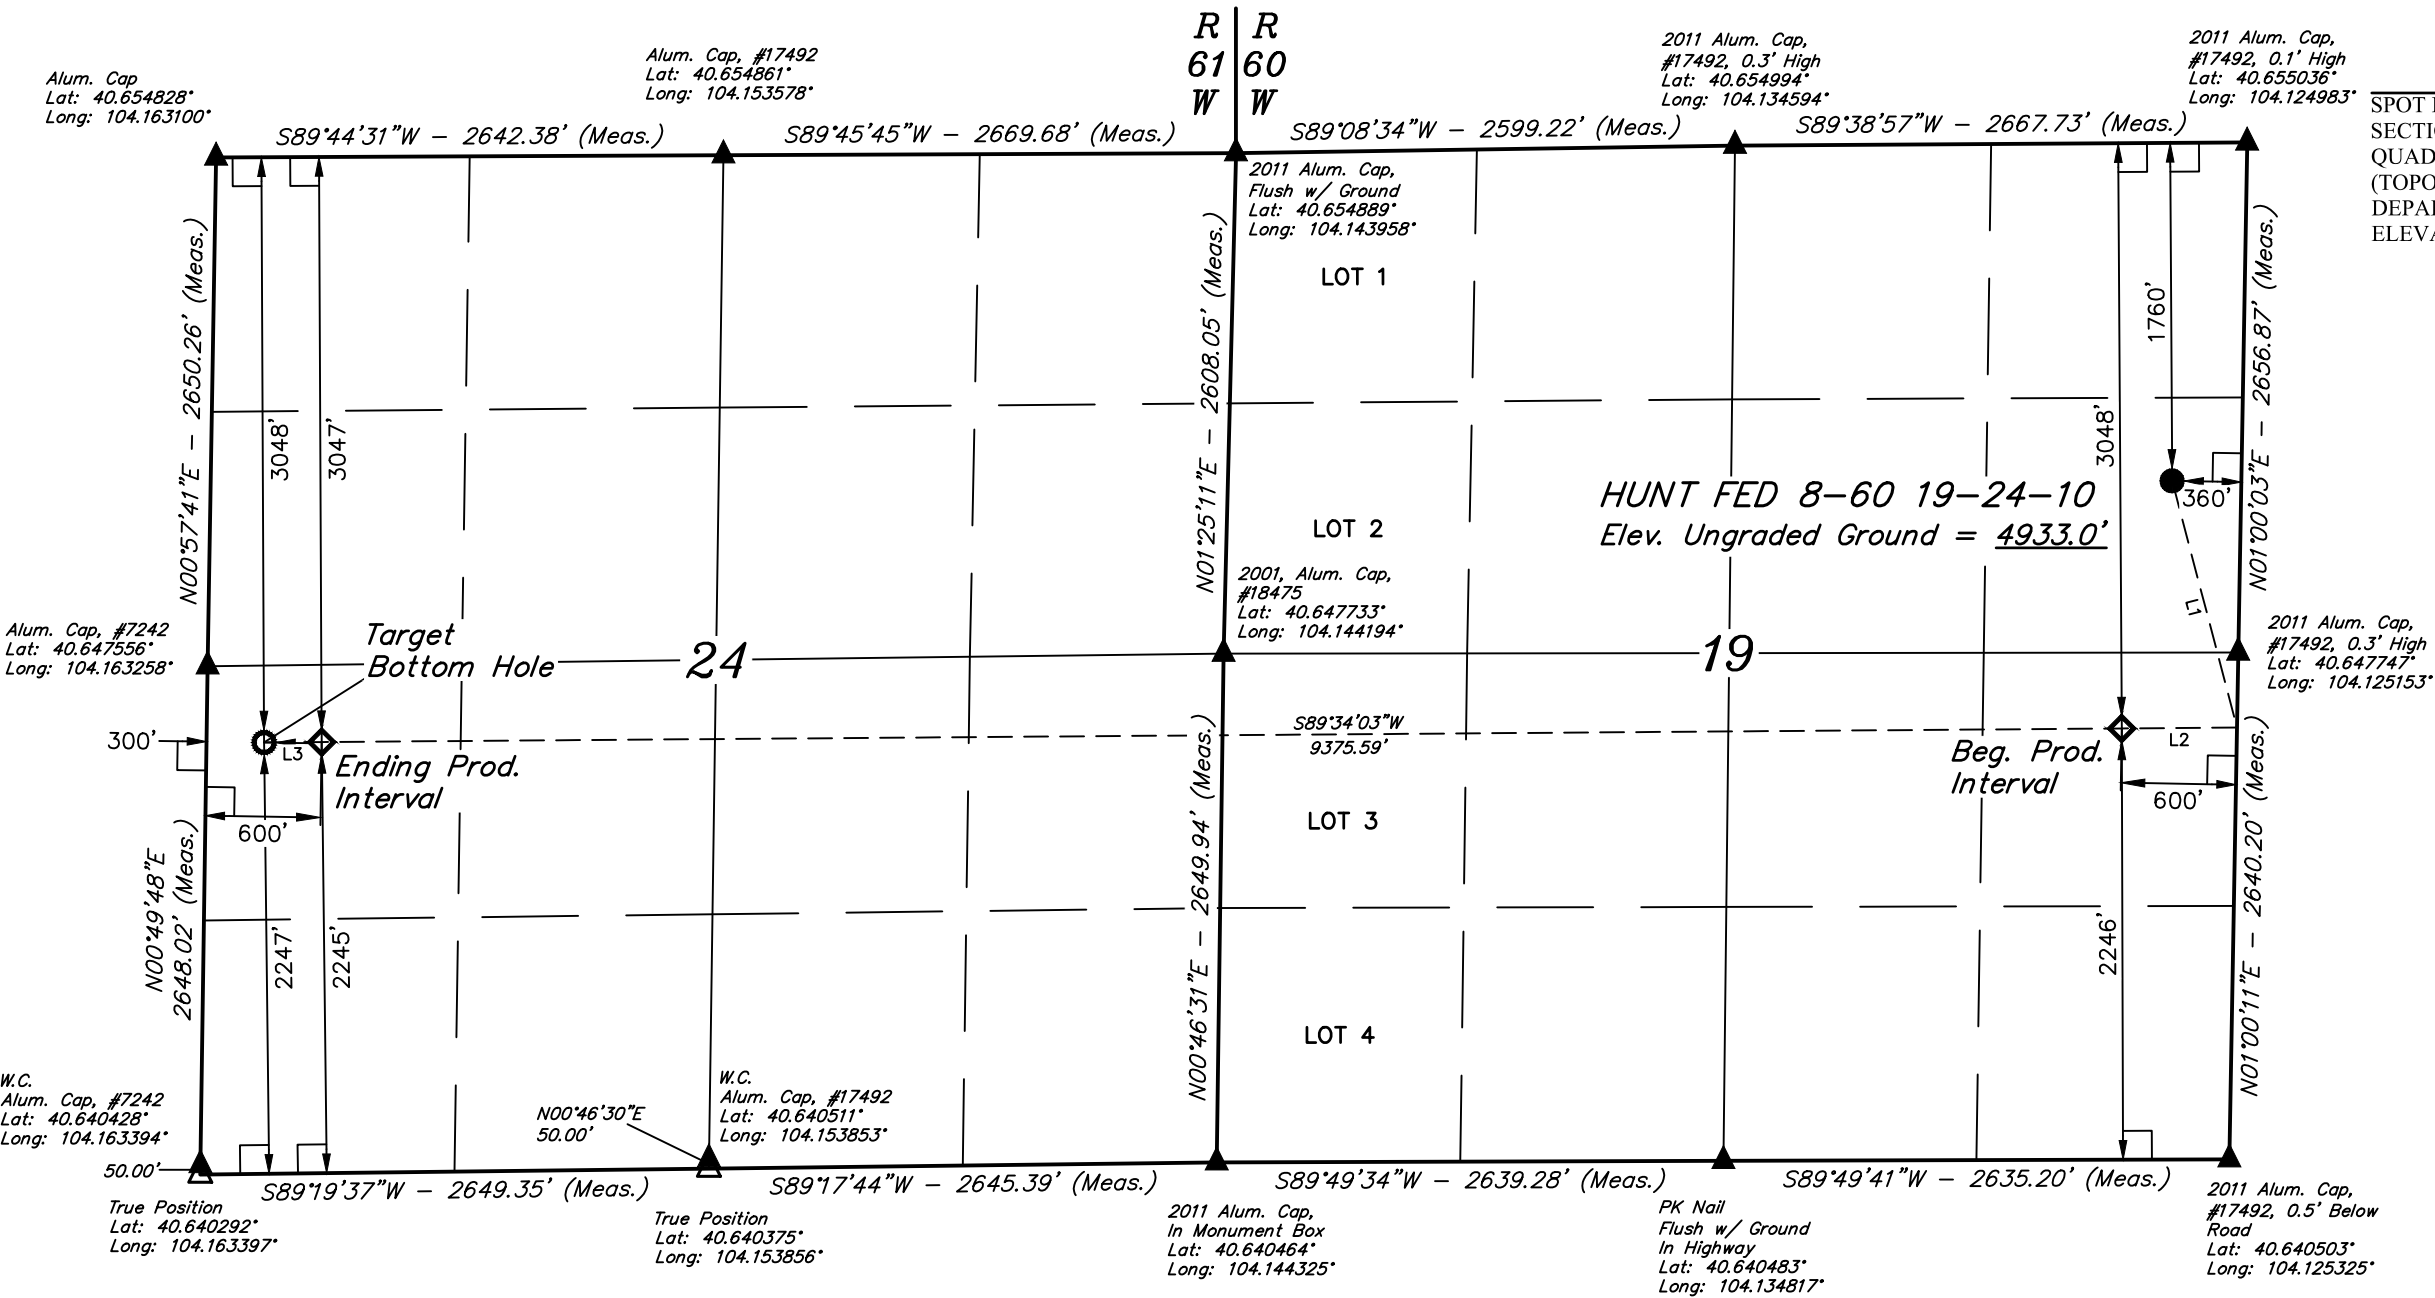 R R
61 60
W W
Alum. Cap
Lat: 40.654828°
Long: 104.163100°
Alum. Cap, #17492
Lat: 40.654861°
Long: 104.153578°
2011 Alum. Cap,
#17492, 0.3' High
Lat: 40.654994°
Long: 104.134594°
2011 Alum. Cap,
#17492, 0.1' High
Lat: 40.655036°
Long: 104.124983°
S89°44'31"W - 2642.38' (Meas.)
S89°45'45"W - 2669.68' (Meas.)
S89°08'34"W - 2599.22' (Meas.)
S89°38'57"W - 2667.73' (Meas.)
2011 Alum. Cap,
Flush w/ Ground
Lat: 40.654889°
Long: 104.143958°
LOT 1
N00°57'41"E - 2650.26' (Meas.)
3048'
3047'
N01°25'11"E - 2608.05' (Meas.)
3048'
1760'
N01°00'03"E - 2656.87' (Meas.)
360'
HUNT FED 8-60 19-24-10
Elev. Ungraded Ground = 4933.0'
LOT 2
2001, Alum. Cap,
#18475
Lat: 40.647733°
Long: 104.144194°
Alum. Cap, #7242
Lat: 40.647556°
Long: 104.163258°
Target
Bottom Hole
24
19
L1
2011 Alum. Cap,
#17492, 0.3' High
Lat: 40.647747°
Long: 104.125153°
300'
L3
Ending Prod.
Interval
600'
S89°34'03"W
9375.59'
Beg. Prod.
Interval
L2
600'
LOT 3
N00°49'48"E
2648.02' (Meas.)
2247'
2245'
N00°46'31"E - 2649.94' (Meas.)
2246'
N01°00'11"E - 2640.20' (Meas.)
LOT 4
W.C.
Alum. Cap, #7242
Lat: 40.640428°
Long: 104.163394°
50.00'
N00°46'30"E
50.00'
W.C.
Alum. Cap, #17492
Lat: 40.640511°
Long: 104.153853°
S89°19'37"W - 2649.35' (Meas.)
S89°17'44"W - 2645.39' (Meas.)
S89°49'34"W - 2639.28' (Meas.)
S89°49'41"W - 2635.20' (Meas.)
True Position
Lat: 40.640292°
Long: 104.163397°
True Position
Lat: 40.640375°
Long: 104.153856°
2011 Alum. Cap,
In Monument Box
Lat: 40.640464°
Long: 104.144325°
PK Nail
Flush w/ Ground
In Highway
Lat: 40.640483°
Long: 104.134817°
2011 Alum. Cap,
#17492, 0.5' Below
Road
Lat: 40.640503°
Long: 104.125325°
SPOT
SECTI
QUAD
(TOPO
DEPA
ELEVA